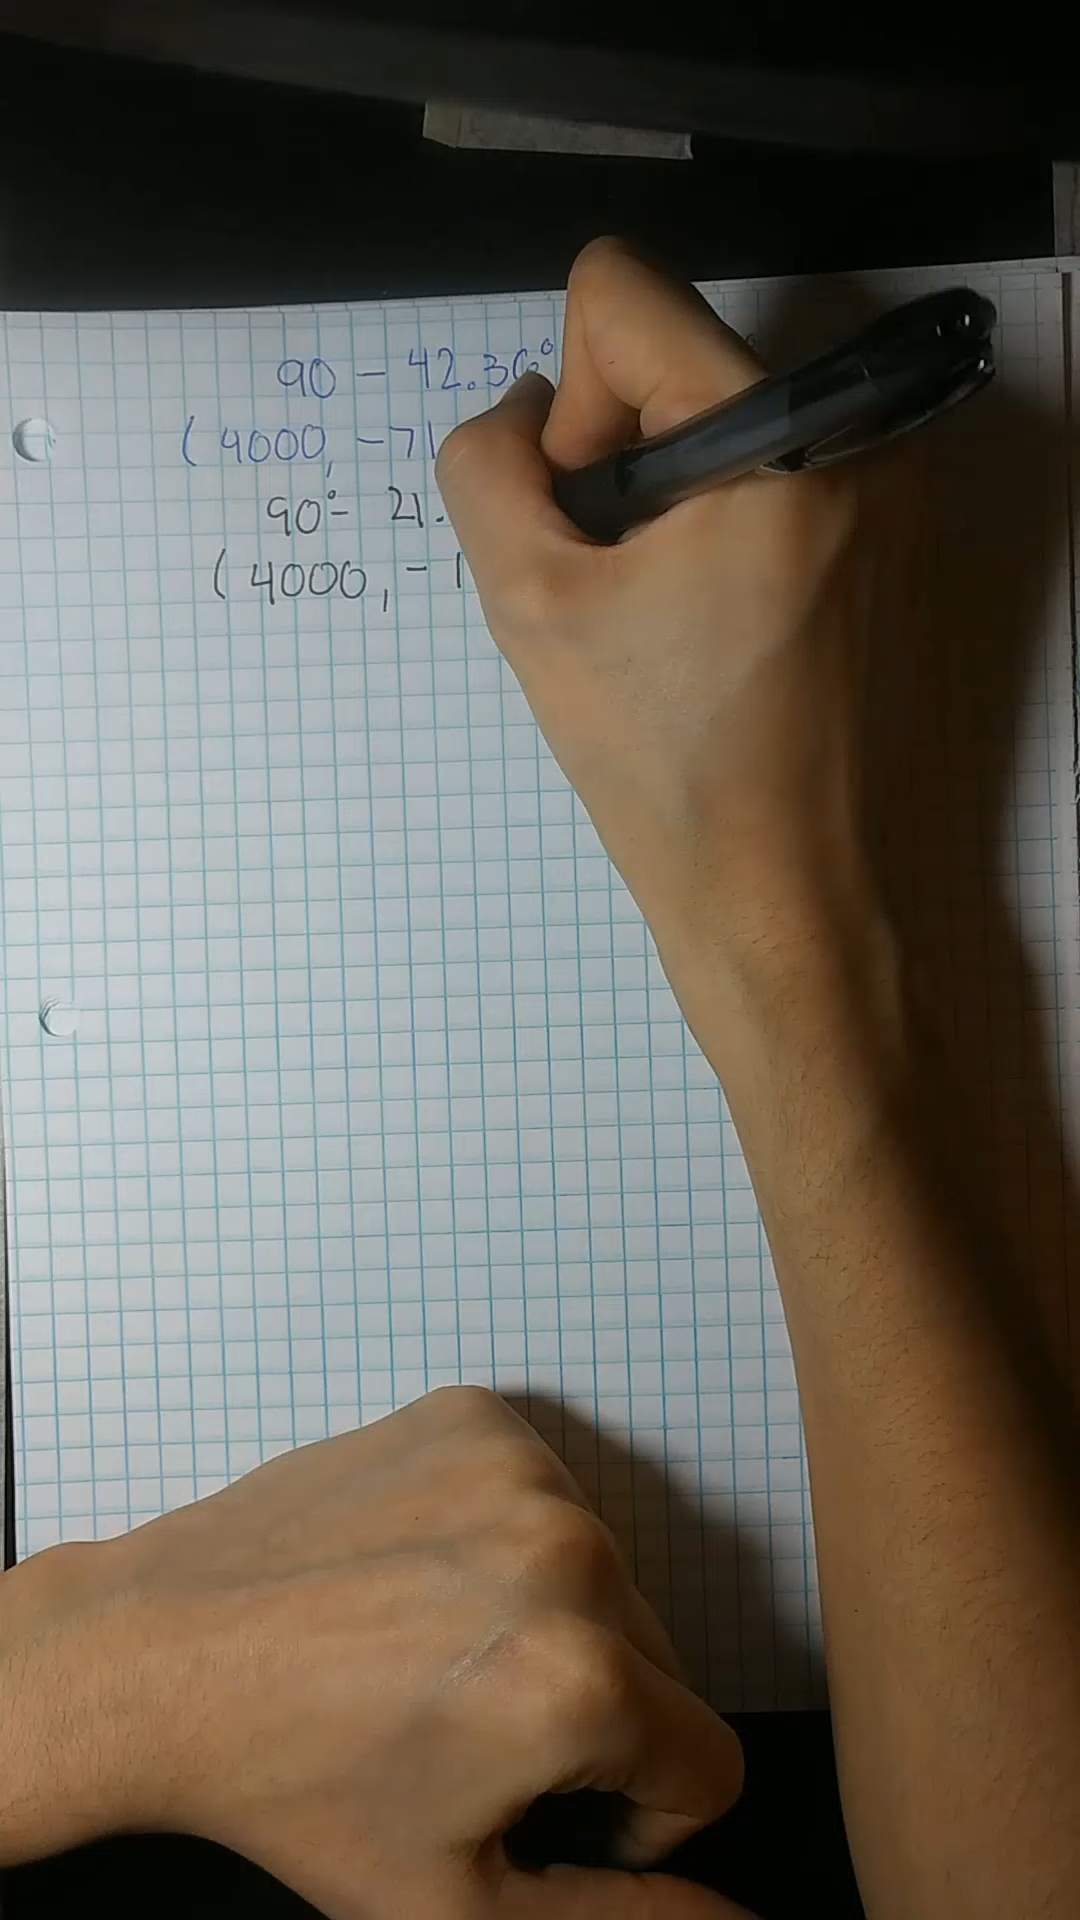 90 - 42.36°
(4000, -71
90° - 21.
(4000, - 1